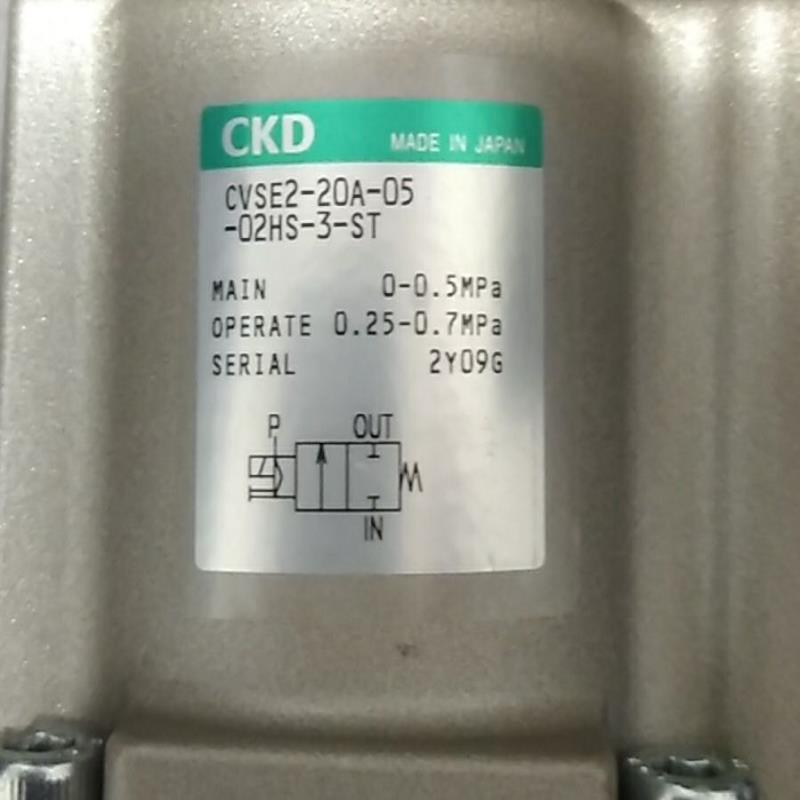 CKD MADE IN JAPAN
CVSE2-20A-05
-02HS-3-ST
MAIN 0-0.5MPa
OPERATE 0.25-0.7MPa
SERIAL 2Y09G
P OUT
IN